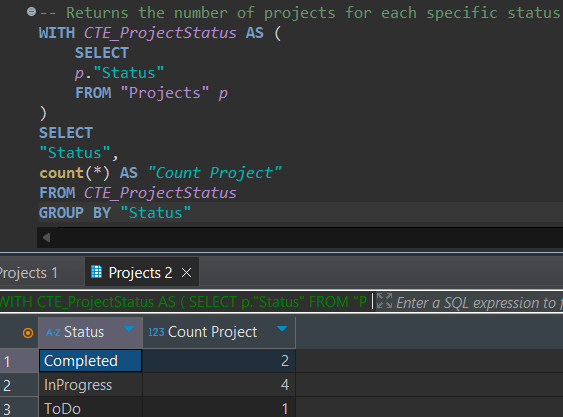 -- Returns the number of projects for each specific status
WITH CTE_ProjectStatus AS (
SELECT
p."Status"
FROM "Projects" p
)
SELECT
"Status",
count(*) AS "Count Project"
FROM CTE_ProjectStatus
GROUP BY "Status"
Projects 1 Projects 2 ×
WITH CTE_ProjectStatus AS ( SELECT p."Status" FROM "P Enter a SQL expression to f
A-Z Status 123 Count Project
1 Completed 2
2 InProgress 4
3 ToDo 1